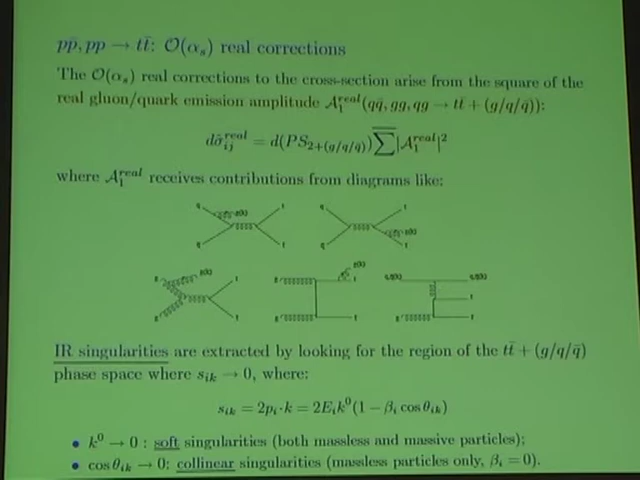 pp̄, pp → tt̄: O(αₛ) real corrections
The O(αₛ) real corrections to the cross-section arise from the square of the
real gluon/quark emission amplitude A₁^real(qq̄, gg, qg → tt̄ + (g/q/q̄)):
dσ̂ᵢⱼ^real = d(PS₂₊₍g/q/q̄₎) ∑̅ |A₁^real|²
where A₁^real receives contributions from diagrams like:
IR singularities are extracted by looking for the region of the tt̄ + (g/q/q̄)
phase space where sᵢₖ → 0, where:
sᵢₖ = 2pᵢ·k = 2Eᵢk⁰(1 − βᵢ cos θᵢₖ)
• k⁰ → 0 : soft singularities (both massless and massive particles);
• cos θᵢₖ → 0: collinear singularities (massless particles only, βᵢ = 0).